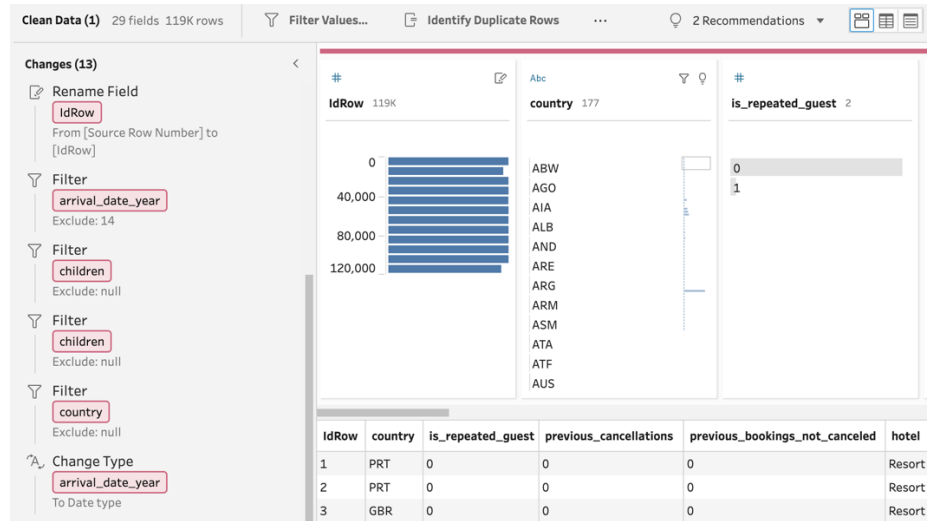 Clean Data (1) 29 fields 119K rows Filter Values... Identify Duplicate Rows ... 2 Recommendations
Changes (13)
Rename Field
IdRow
From [Source Row Number] to
[IdRow]
Filter
arrival_date_year
Exclude: 14
Filter
children
Exclude: null
Filter
children
Exclude: null
Filter
country
Exclude: null
Change Type
arrival_date_year
To Date type
#
IdRow 119K
0
40,000
80,000
120,000
Abc
country 177
ABW
AGO
AIA
ALB
AND
ARE
ARG
ARM
ASM
ATA
ATF
AUS
#
is_repeated_guest 2
0
1
IdRow country is_repeated_guest previous_cancellations previous_bookings_not_canceled hotel
1 PRT 0 0 0 Resort
2 PRT 0 0 0 Resort
3 GBR 0 0 0 Resort